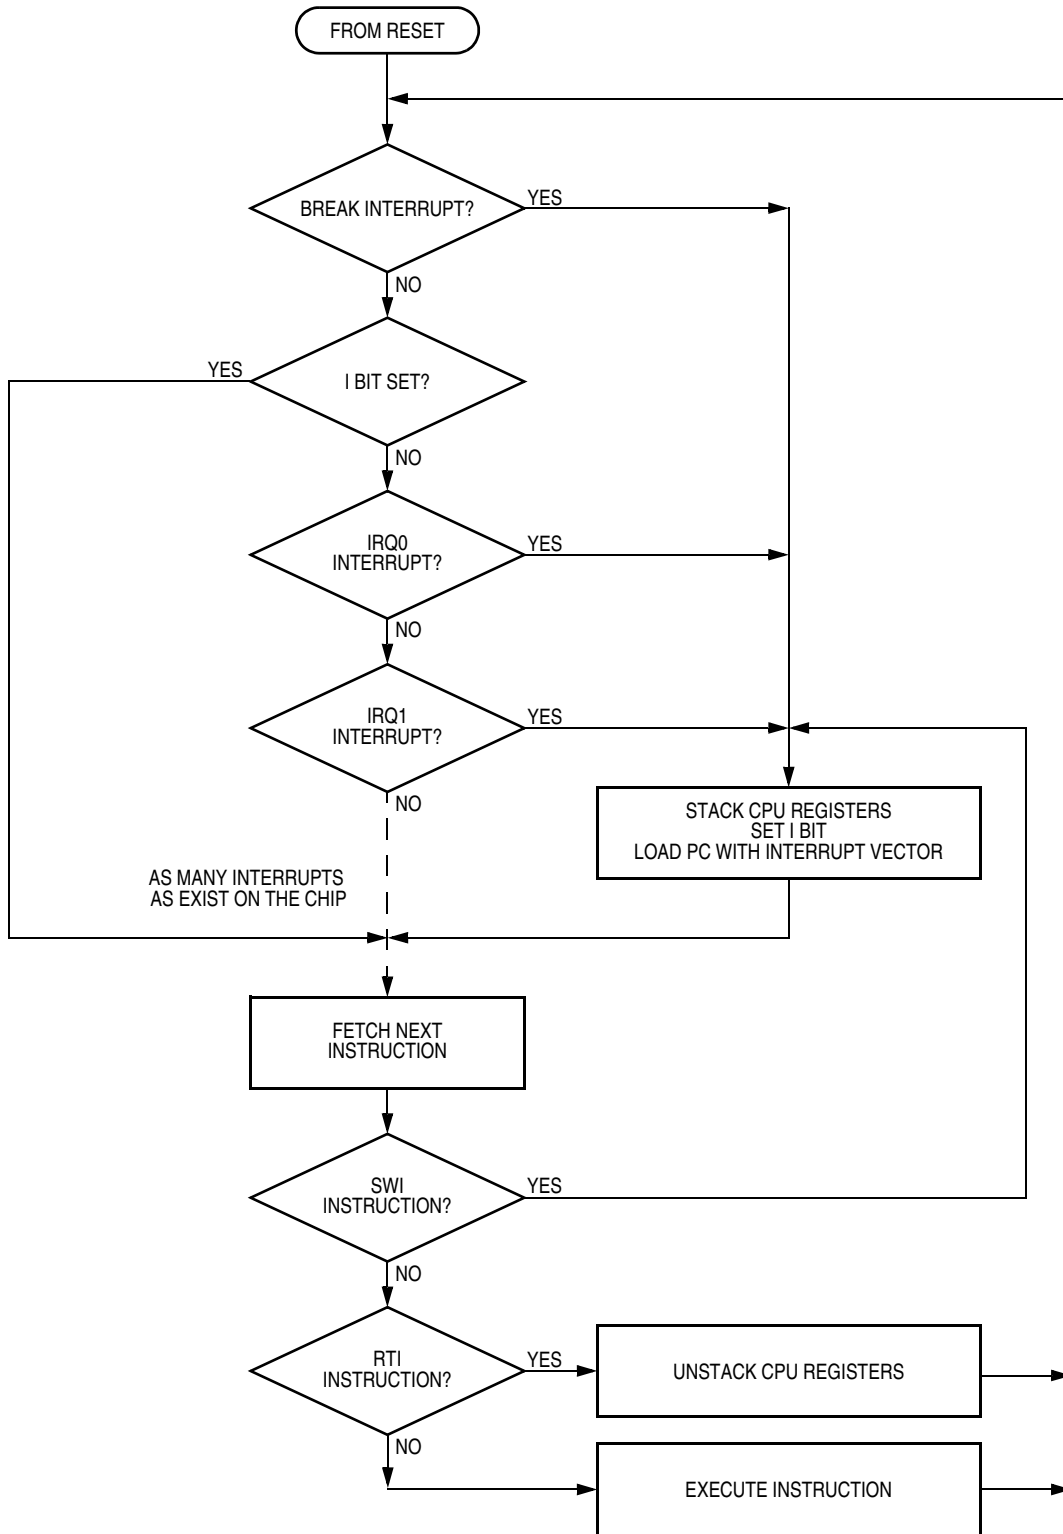 FROM RESET
BREAK INTERRUPT?
YES
NO
YES
I BIT SET?
NO
IRQ0
INTERRUPT?
YES
NO
IRQ1
INTERRUPT?
YES
NO
STACK CPU REGISTERS
SET I BIT
LOAD PC WITH INTERRUPT VECTOR
AS MANY INTERRUPTS
AS EXIST ON THE CHIP
FETCH NEXT
INSTRUCTION
SWI
INSTRUCTION?
YES
NO
RTI
INSTRUCTION?
YES
UNSTACK CPU REGISTERS
NO
EXECUTE INSTRUCTION